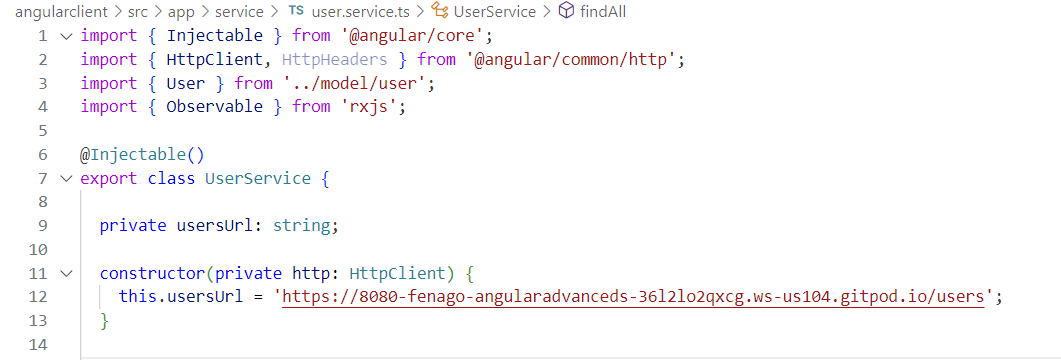 angularclient > src > app > service > TS user.service.ts > UserService > findAll
1 import { Injectable } from '@angular/core';
2 import { HttpClient, HttpHeaders } from '@angular/common/http';
3 import { User } from '../model/user';
4 import { Observable } from 'rxjs';
5
6 @Injectable()
7 export class UserService {
8
9 private usersUrl: string;
10
11 constructor(private http: HttpClient) {
12 this.usersUrl = 'https://8080-fenago-angularadvanceds-36l2lo2qxcg.ws-us104.gitpod.io/users';
13 }
14